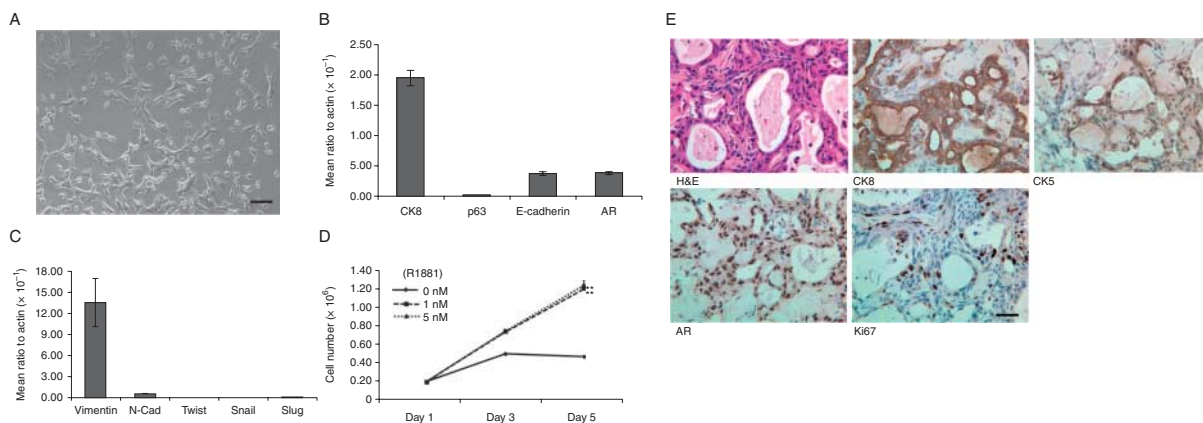 A
B
Mean ratio to actin (× 10⁻¹)
2.50
2.00
1.50
1.00
.500
0.00
CK8 p63 E-cadherin AR
C
Mean ratio to actin (× 10⁻¹)
18.00
15.00
12.00
9.00
6.00
3.00
0.00
Vimentin N-Cad Twist Snail Slug
D
Cell number (× 10⁶)
1.40
1.20
1.00
0.80
0.60
0.40
0.20
0
(R1881)
0 nM
1 nM
5 nM
**
**
Day 1 Day 3 Day 5
E
H&E CK8 CK5
AR Ki67